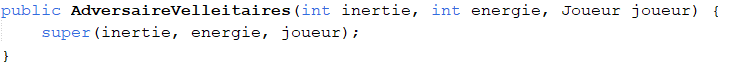 public AdversaireVelleitaires(int inertie, int energie, Joueur joueur) {
    super(inertie, energie, joueur);
}